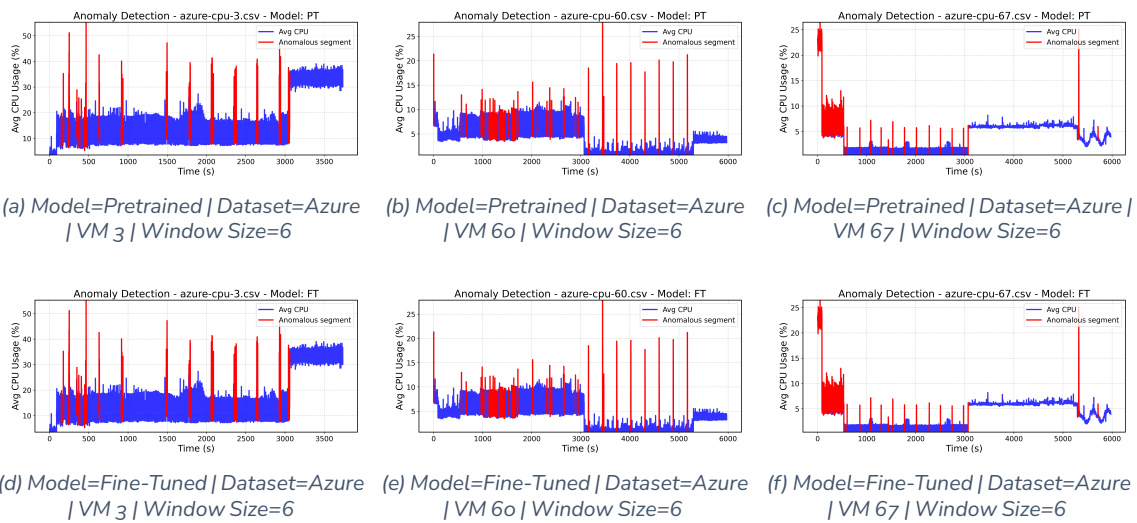 Anomaly Detection - azure-cpu-3.csv - Model: PT
Avg CPU
Anomalous segment
Avg CPU Usage (%)
50
40
30
20
10
0 500 1000 1500 2000 2500 3000 3500
Time (s)
Anomaly Detection - azure-cpu-60.csv - Model: PT
Avg CPU
Anomalous segment
Avg CPU Usage (%)
25
20
15
10
5
0 1000 2000 3000 4000 5000 6000
Time (s)
Anomaly Detection - azure-cpu-67.csv - Model: PT
Avg CPU
Anomalous segment
Avg CPU Usage (%)
25
20
15
10
5
0 1000 2000 3000 4000 5000 6000
Time (s)
(a) Model=Pretrained | Dataset=Azure
| VM 3 | Window Size=6
(b) Model=Pretrained | Dataset=Azure
| VM 60 | Window Size=6
(c) Model=Pretrained | Dataset=Azure |
VM 67 | Window Size=6
Anomaly Detection - azure-cpu-3.csv - Model: FT
Avg CPU
Anomalous segment
Avg CPU Usage (%)
50
40
30
20
10
0 500 1000 1500 2000 2500 3000 3500
Time (s)
Anomaly Detection - azure-cpu-60.csv - Model: FT
Avg CPU
Anomalous segment
Avg CPU Usage (%)
25
20
15
10
5
0 1000 2000 3000 4000 5000 6000
Time (s)
Anomaly Detection - azure-cpu-67.csv - Model: FT
Avg CPU
Anomalous segment
Avg CPU Usage (%)
25
20
15
10
5
0 1000 2000 3000 4000 5000 6000
Time (s)
(d) Model=Fine-Tuned | Dataset=Azure
| VM 3 | Window Size=6
(e) Model=Fine-Tuned | Dataset=Azure
| VM 60 | Window Size=6
(f) Model=Fine-Tuned | Dataset=Azure
| VM 67 | Window Size=6